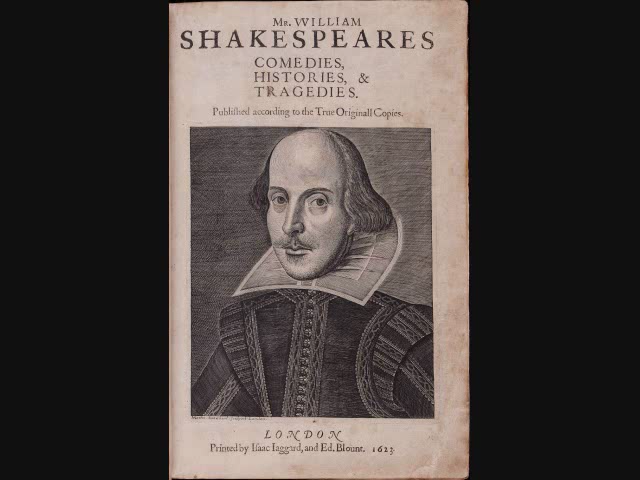 Mr. WILLIAM
SHAKESPEARES
COMEDIES,
HISTORIES, &
TRAGEDIES.
Published according to the True Originall Copies.
LONDON
Printed by Isaac Iaggard, and Ed. Blount. 1623